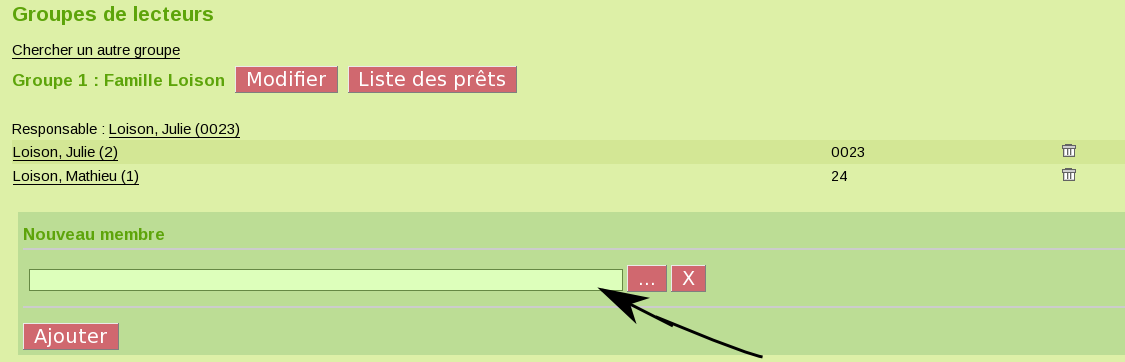 Groupes de lecteurs
Chercher un autre groupe
Groupe 1 : Famille Loison Modifier Liste des prêts
Responsable : Loison, Julie (0023)
Loison, Julie (2) 0023
Loison, Mathieu (1) 24
Nouveau membre
... X
Ajouter